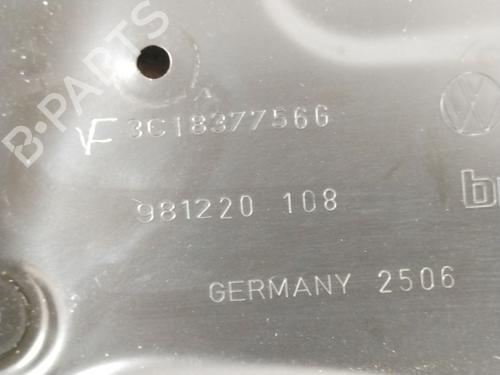 B-PARTS
VF 3C1837756G
981220 108
GERMANY 2506